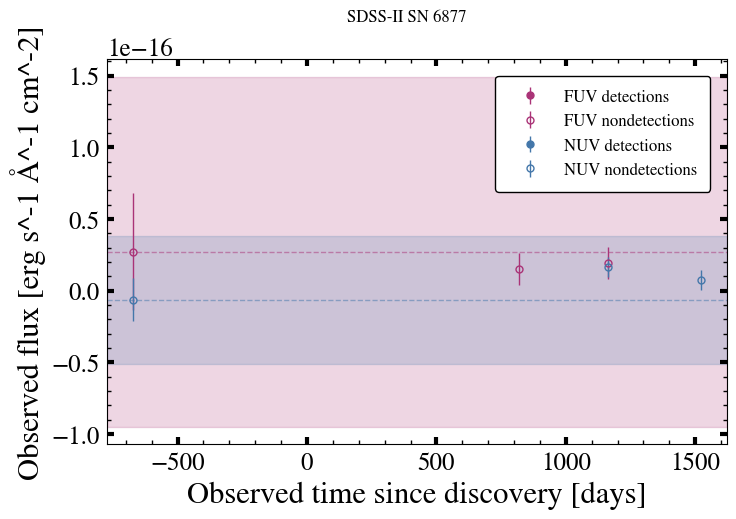 SDSS-II SN 6877
1e−16
Observed flux [erg s^-1 Å^-1 cm^-2]
1.5
1.0
0.5
0.0
−0.5
−1.0
FUV detections
FUV nondetections
NUV detections
NUV nondetections
−500 0 500 1000 1500
Observed time since discovery [days]